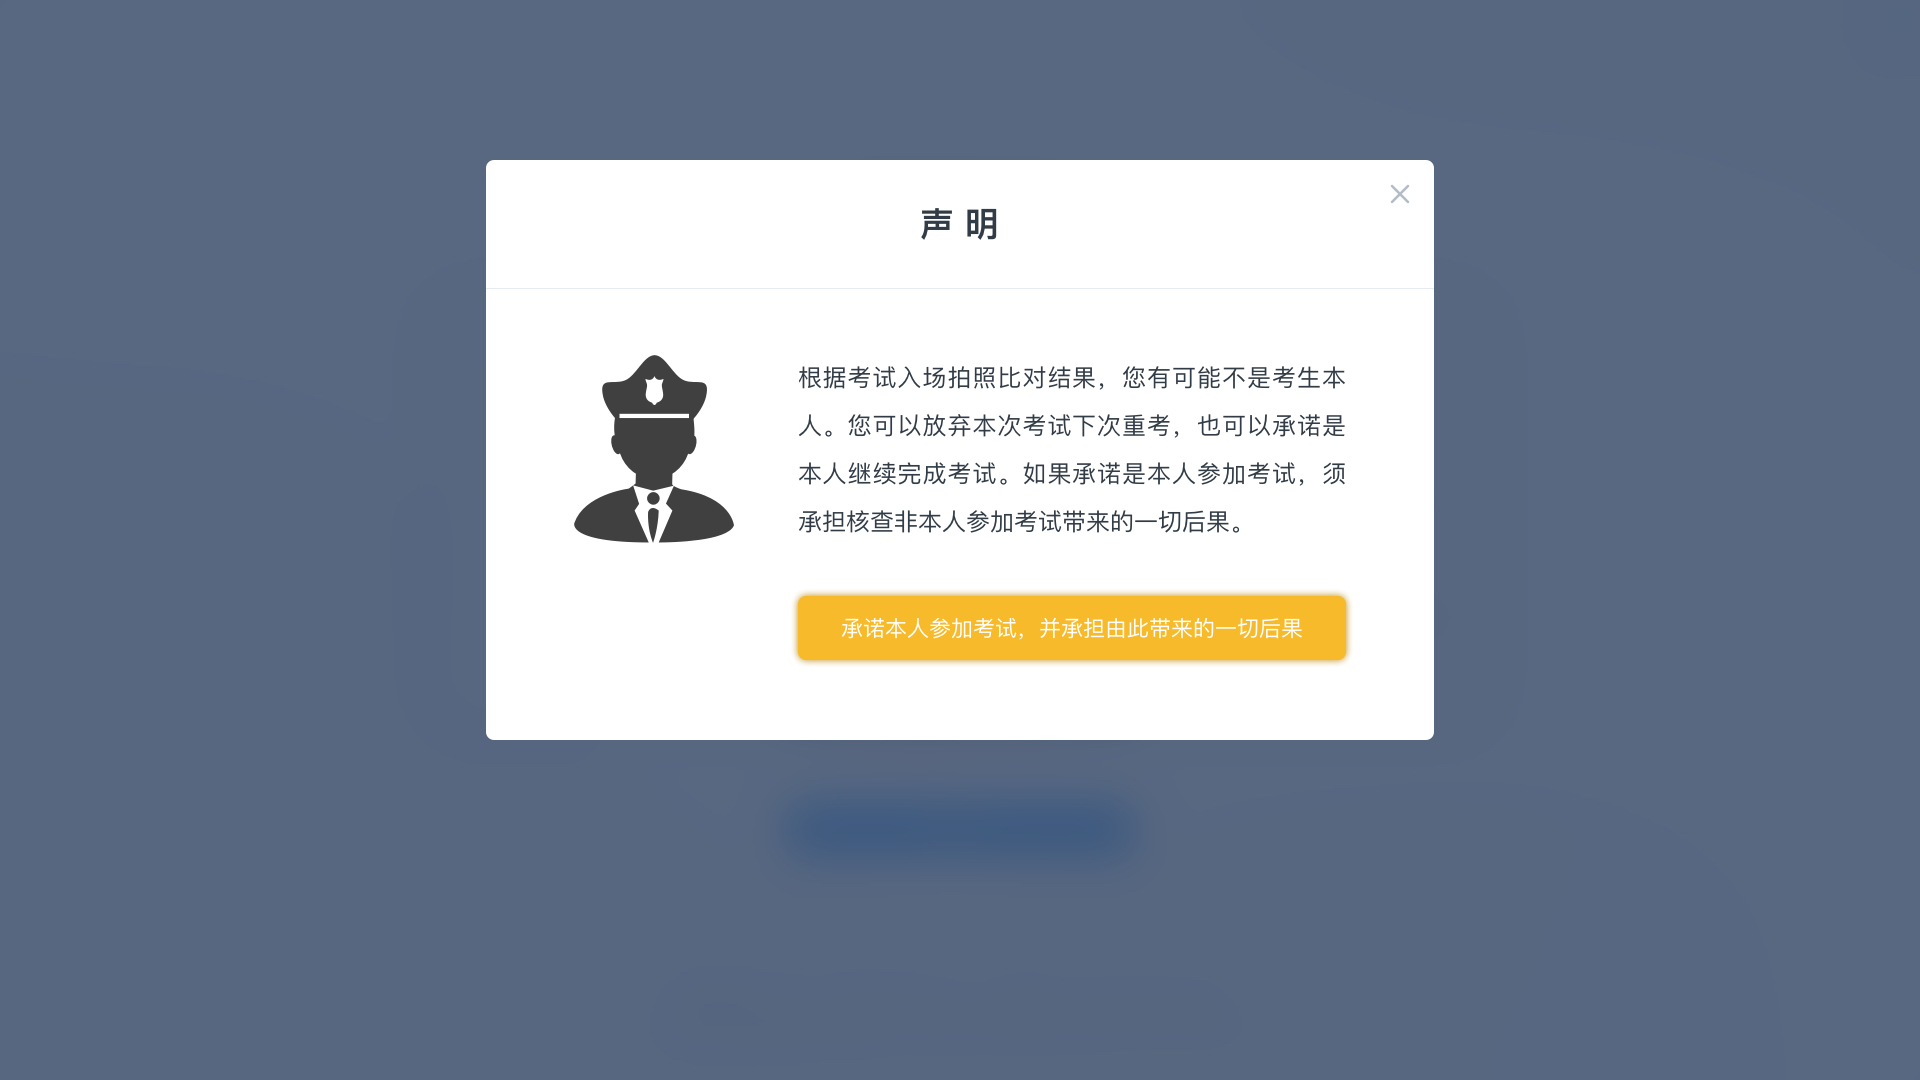 声 明
根据考试入场拍照比对结果，您有可能不是考生本
人。您可以放弃本次考试下次重考，也可以承诺是
本人继续完成考试。如果承诺是本人参加考试，须
承担核查非本人参加考试带来的一切后果。
承诺本人参加考试，并承担由此带来的一切后果